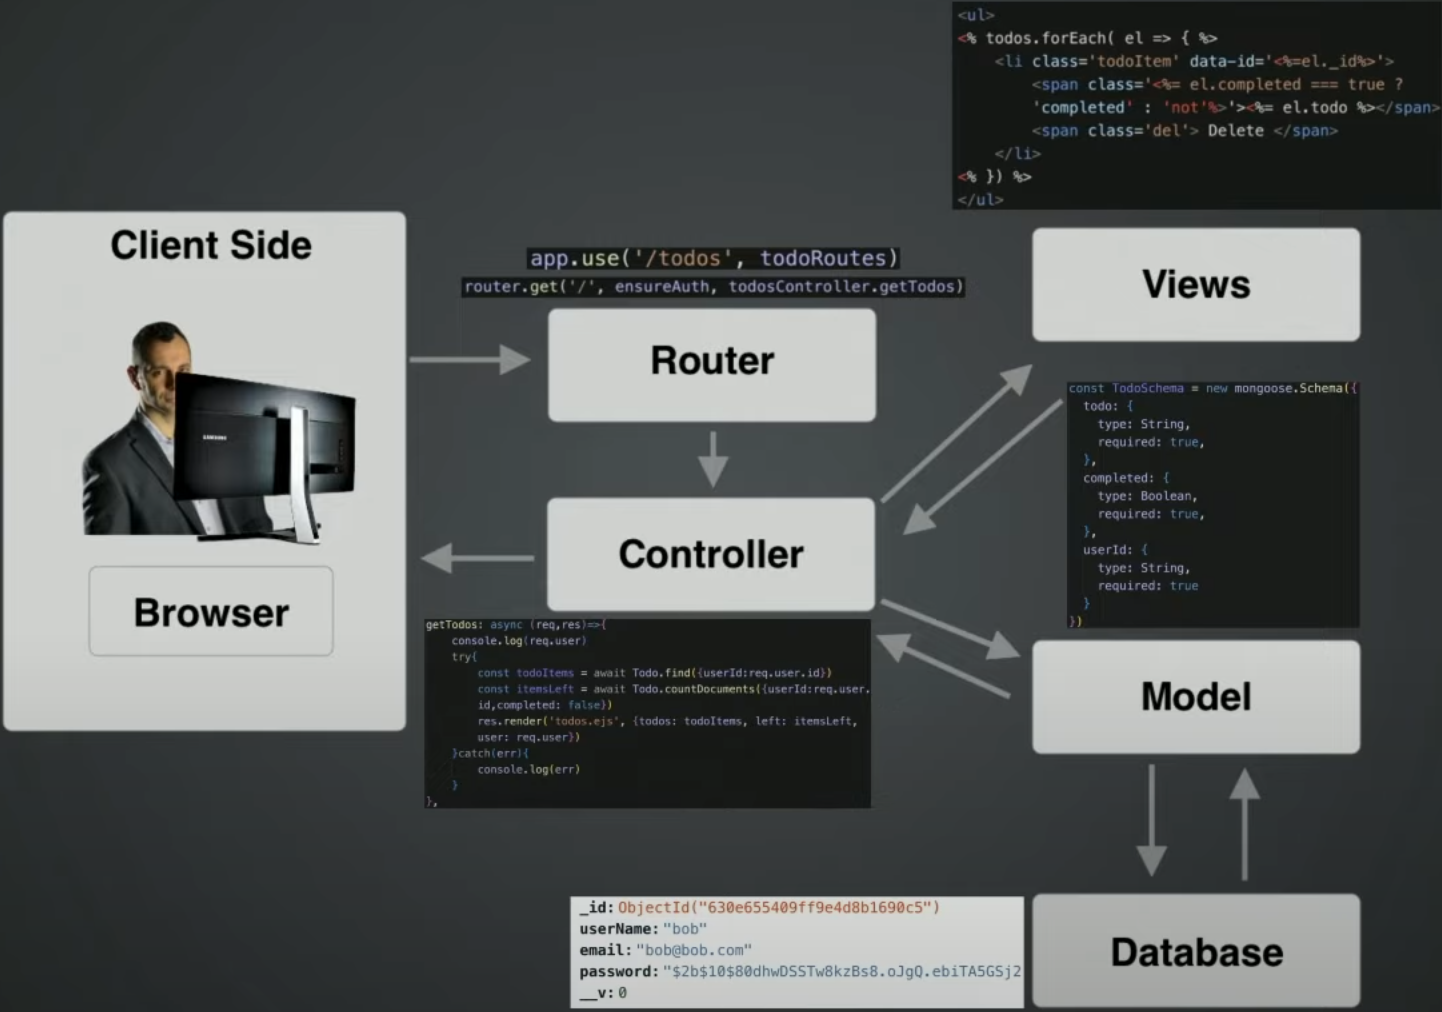 <ul>
<% todos.forEach( el => { %>
<li class='todoItem' data-id='<%=el._id%>'>
<span class='<%= el.completed === true ?
'completed' : 'not'%>'><%= el.todo %></span>
<span class='del'> Delete </span>
</li>
<% }) %>
</ul>
Client Side
SAMSUNG
Browser
app.use('/todos', todoRoutes)
router.get('/', ensureAuth, todosController.getTodos)
Router
Views
Controller
getTodos: async (req,res)=>{
console.log(req.user)
try{
const todoItems = await Todo.find({userId:req.user.id})
const itemsLeft = await Todo.countDocuments({userId:req.user.
id,completed: false})
res.render('todos.ejs', {todos: todoItems, left: itemsLeft,
user: req.user})
}catch(err){
console.log(err)
}
},
const TodoSchema = new mongoose.Schema({
todo: {
type: String,
required: true,
},
completed: {
type: Boolean,
required: true,
},
userId: {
type: String,
required: true
}
})
Model
_id: ObjectId("630e655409ff9e4d8b1690c5")
userName: "bob"
email: "bob@bob.com"
password: "$2b$10$80dhwDSSTw8kzBs8.oJgQ.ebiTA5GSj2
__v: 0
Database